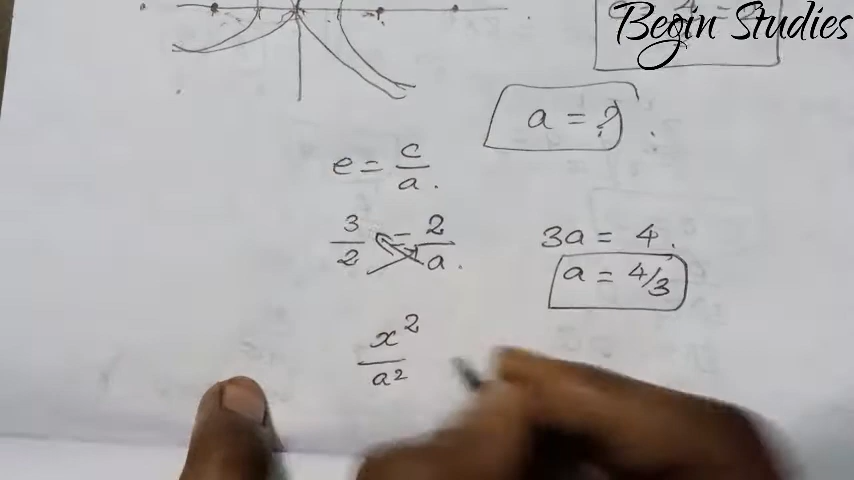 Begin Studies
a = ?
e = c/a.
3/2 = 2/a.
3a = 4.
a = 4/3
x²/a²